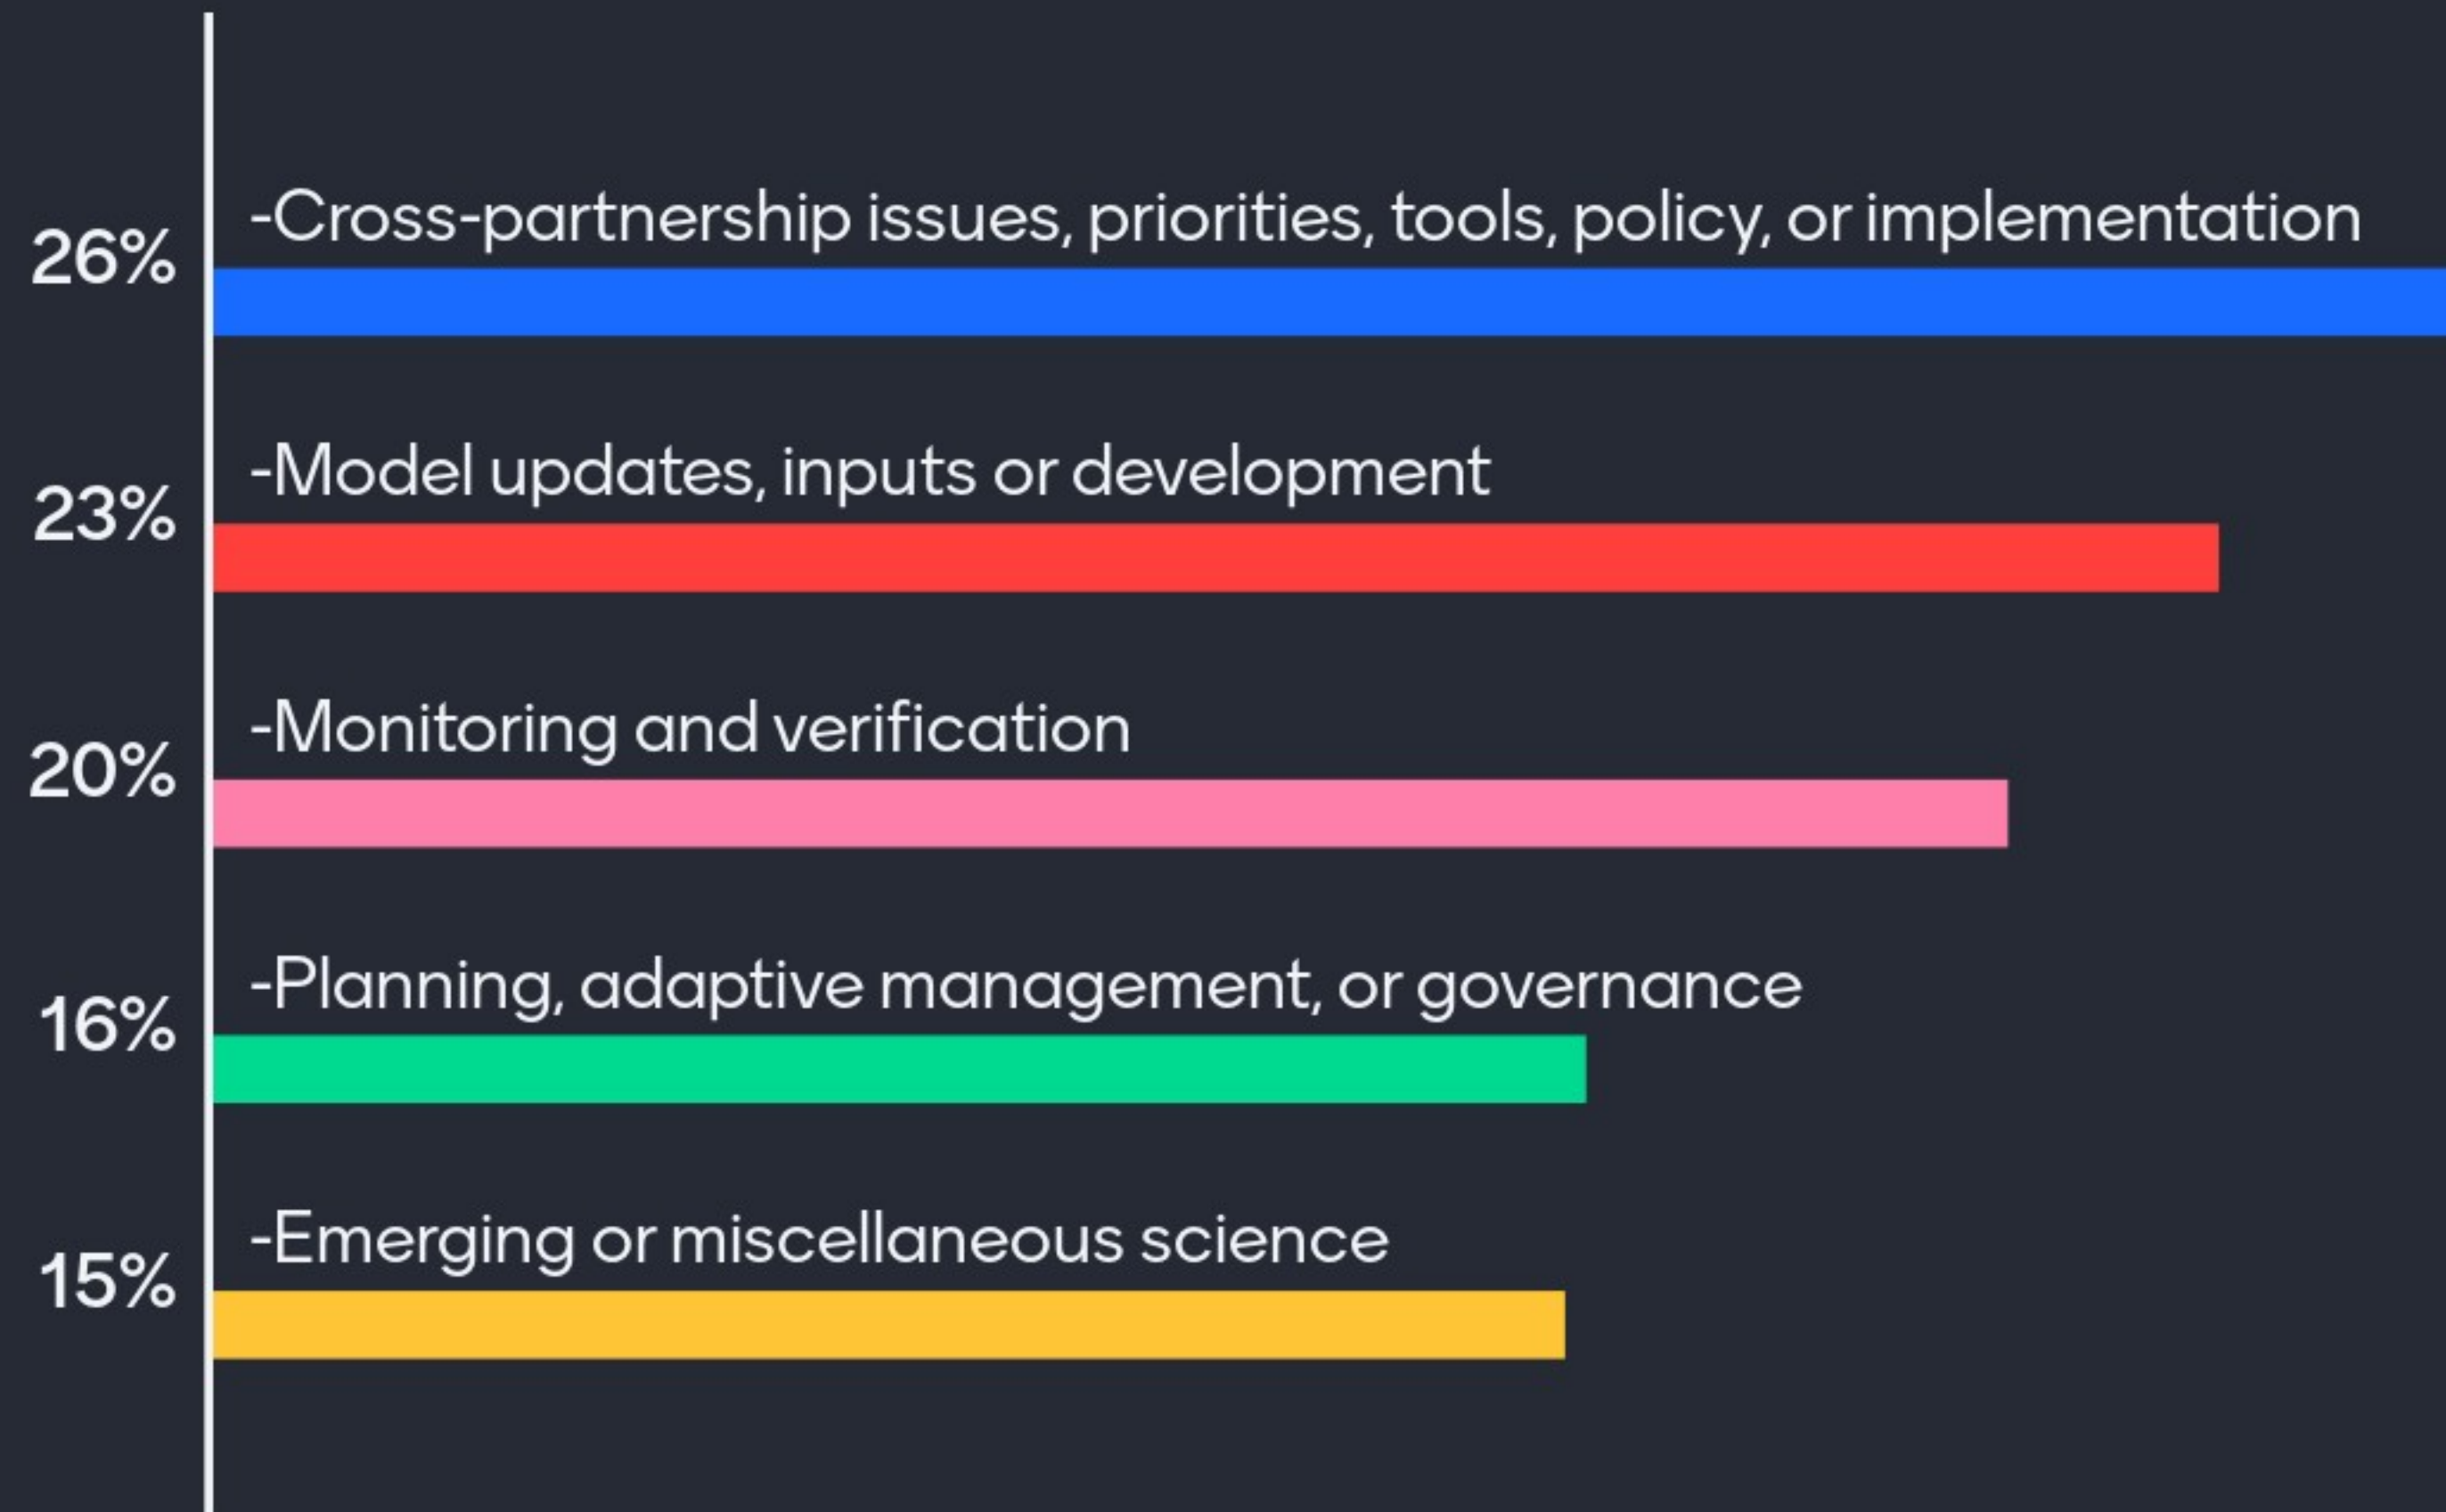 26%
-Cross-partnership issues, priorities, tools, policy, or implementation
23%
-Model updates, inputs or development
20%
-Monitoring and verification
16%
-Planning, adaptive management, or governance
15%
-Emerging or miscellaneous science